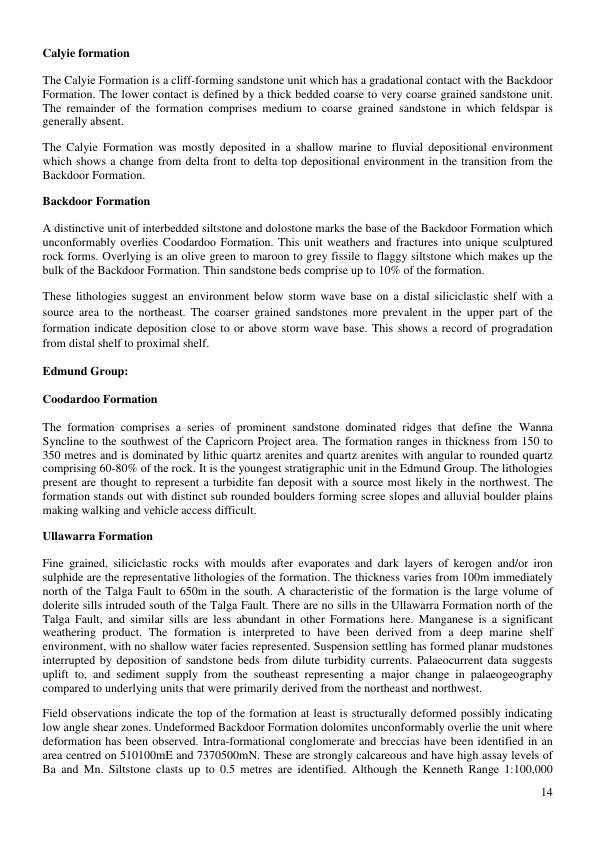 Calyie formation
The Calyie Formation is a cliff-forming sandstone unit which has a gradational contact with the Backdoor
Formation. The lower contact is defined by a thick bedded coarse to very coarse grained sandstone unit.
The remainder of the formation comprises medium to coarse grained sandstone in which feldspar is
generally absent.
The Calyie Formation was mostly deposited in a shallow marine to fluvial depositional environment
which shows a change from delta front to delta top depositional environment in the transition from the
Backdoor Formation.
Backdoor Formation
A distinctive unit of interbedded siltstone and dolostone marks the base of the Backdoor Formation which
unconformably overlies Coodardoo Formation. This unit weathers and fractures into unique sculptured
rock forms. Overlying is an olive green to maroon to grey fissile to flaggy siltstone which makes up the
bulk of the Backdoor Formation. Thin sandstone beds comprise up to 10% of the formation.
These lithologies suggest an environment below storm wave base on a distal siliciclastic shelf with a
source area to the northeast. The coarser grained sandstones more prevalent in the upper part of the
formation indicate deposition close to or above storm wave base. This shows a record of progradation
from distal shelf to proximal shelf.
Edmund Group:
Coodardoo Formation
The formation comprises a series of prominent sandstone dominated ridges that define the Wanna
Syncline to the southwest of the Capricorn Project area. The formation ranges in thickness from 150 to
350 metres and is dominated by lithic quartz arenites and quartz arenites with angular to rounded quartz
comprising 60-80% of the rock. It is the youngest stratigraphic unit in the Edmund Group. The lithologies
present are thought to represent a turbidite fan deposit with a source most likely in the northwest. The
formation stands out with distinct sub rounded boulders forming scree slopes and alluvial boulder plains
making walking and vehicle access difficult.
Ullawarra Formation
Fine grained, siliciclastic rocks with moulds after evaporates and dark layers of kerogen and/or iron
sulphide are the representative lithologies of the formation. The thickness varies from 100m immediately
north of the Talga Fault to 650m in the south. A characteristic of the formation is the large volume of
dolerite sills intruded south of the Talga Fault. There are no sills in the Ullawarra Formation north of the
Talga Fault, and similar sills are less abundant in other Formations here. Manganese is a significant
weathering product. The formation is interpreted to have been derived from a deep marine shelf
environment, with no shallow water facies represented. Suspension settling has formed planar mudstones
interrupted by deposition of sandstone beds from dilute turbidity currents. Palaeocurrent data suggests
uplift to, and sediment supply from the southeast representing a major change in palaeogeography
compared to underlying units that were primarily derived from the northeast and northwest.
Field observations indicate the top of the formation at least is structurally deformed possibly indicating
low angle shear zones. Undeformed Backdoor Formation dolomites unconformably overlie the unit where
deformation has been observed. Intra-formational conglomerate and breccias have been identified in an
area centred on 510100mE and 7370500mN. These are strongly calcareous and have high assay levels of
Ba and Mn. Siltstone clasts up to 0.5 metres are identified. Although the Kenneth Range 1:100,000
14